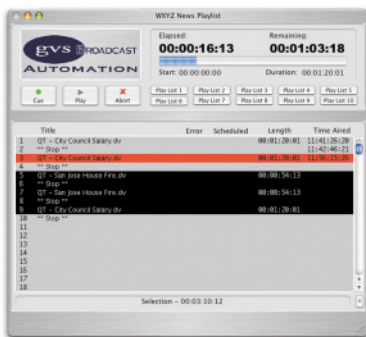 WXYZ News Playlist
gvs BROADCAST
AUTOMATION
Elapsed: Remaining:
00:00:16:13 00:01:03:18
Start: 00:00:00:00 Duration: 00:01:20:01
Cue Play Abort
Play List 1 Play List 2 Play List 3 Play List 4 Play List 5
Play List 6 Play List 7 Play List 8 Play List 9 Play List 10
Title Error Scheduled Length Time Aired
1 QT - City Council Salary.dv 00:01:20:01 11:41:26:20
2 ** Stop ** 11:42:46:21
3 QT - City Council Salary.dv 00:01:20:01 11:56:15:26
4 ** Stop **
5 QT - San Jose House Fire.dv 00:00:54:13
6 ** Stop **
7 QT - San Jose House Fire.dv 00:00:54:13
8 ** Stop **
9 QT - City Council Salary.dv 00:01:20:01
10 ** Stop **
11
12
13
14
15
16
17
18
Selection - 00:03:10:12